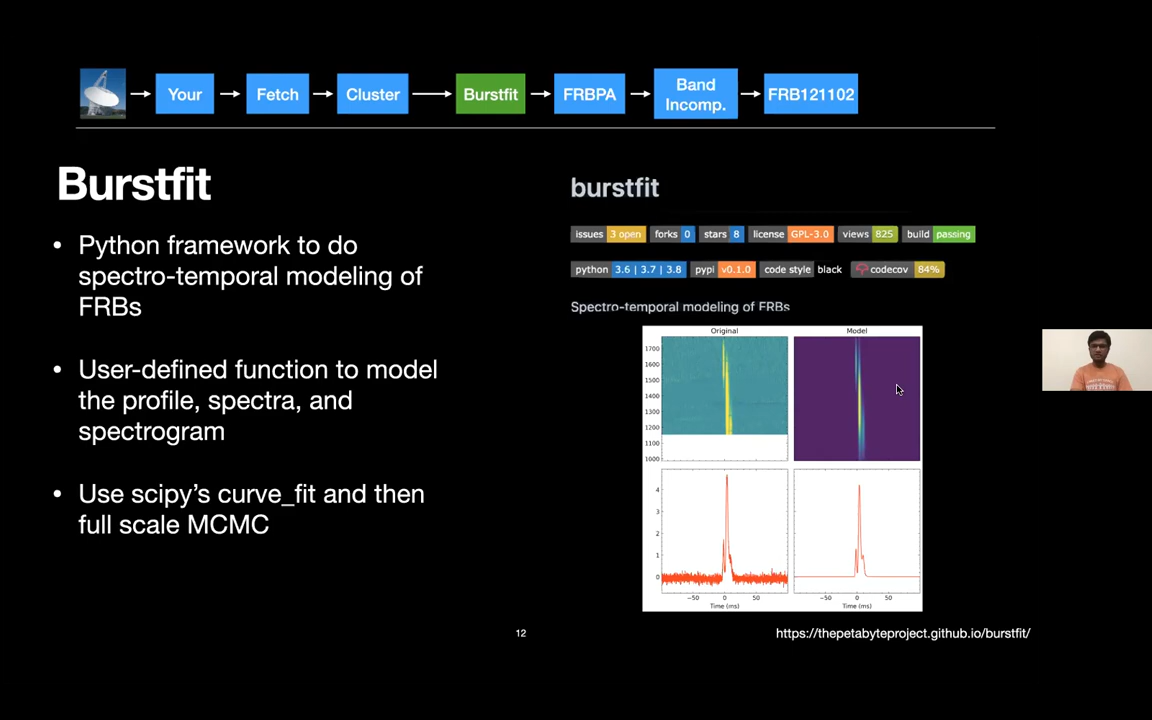 Your
Fetch
Cluster
Burstfit
FRBPA
Band
Incomp.
FRB121102
Burstfit
• Python framework to do
spectro-temporal modeling of
FRBs
• User-defined function to model
the profile, spectra, and
spectrogram
• Use scipy’s curve_fit and then
full scale MCMC
burstfit
issues 3 open forks 0 stars 8 license GPL-3.0 views 825 build passing
python 3.6 | 3.7 | 3.8 pypi v0.1.0 code style black codecov 84%
Spectro-temporal modeling of FRBs
Original
Model
1700
1600
1500
1400
1300
1200
1100
1000
4
3
2
1
0
−50 0 50
Time (ms)
−50 0 50
Time (ms)
12
https://thepetabyteproject.github.io/burstfit/